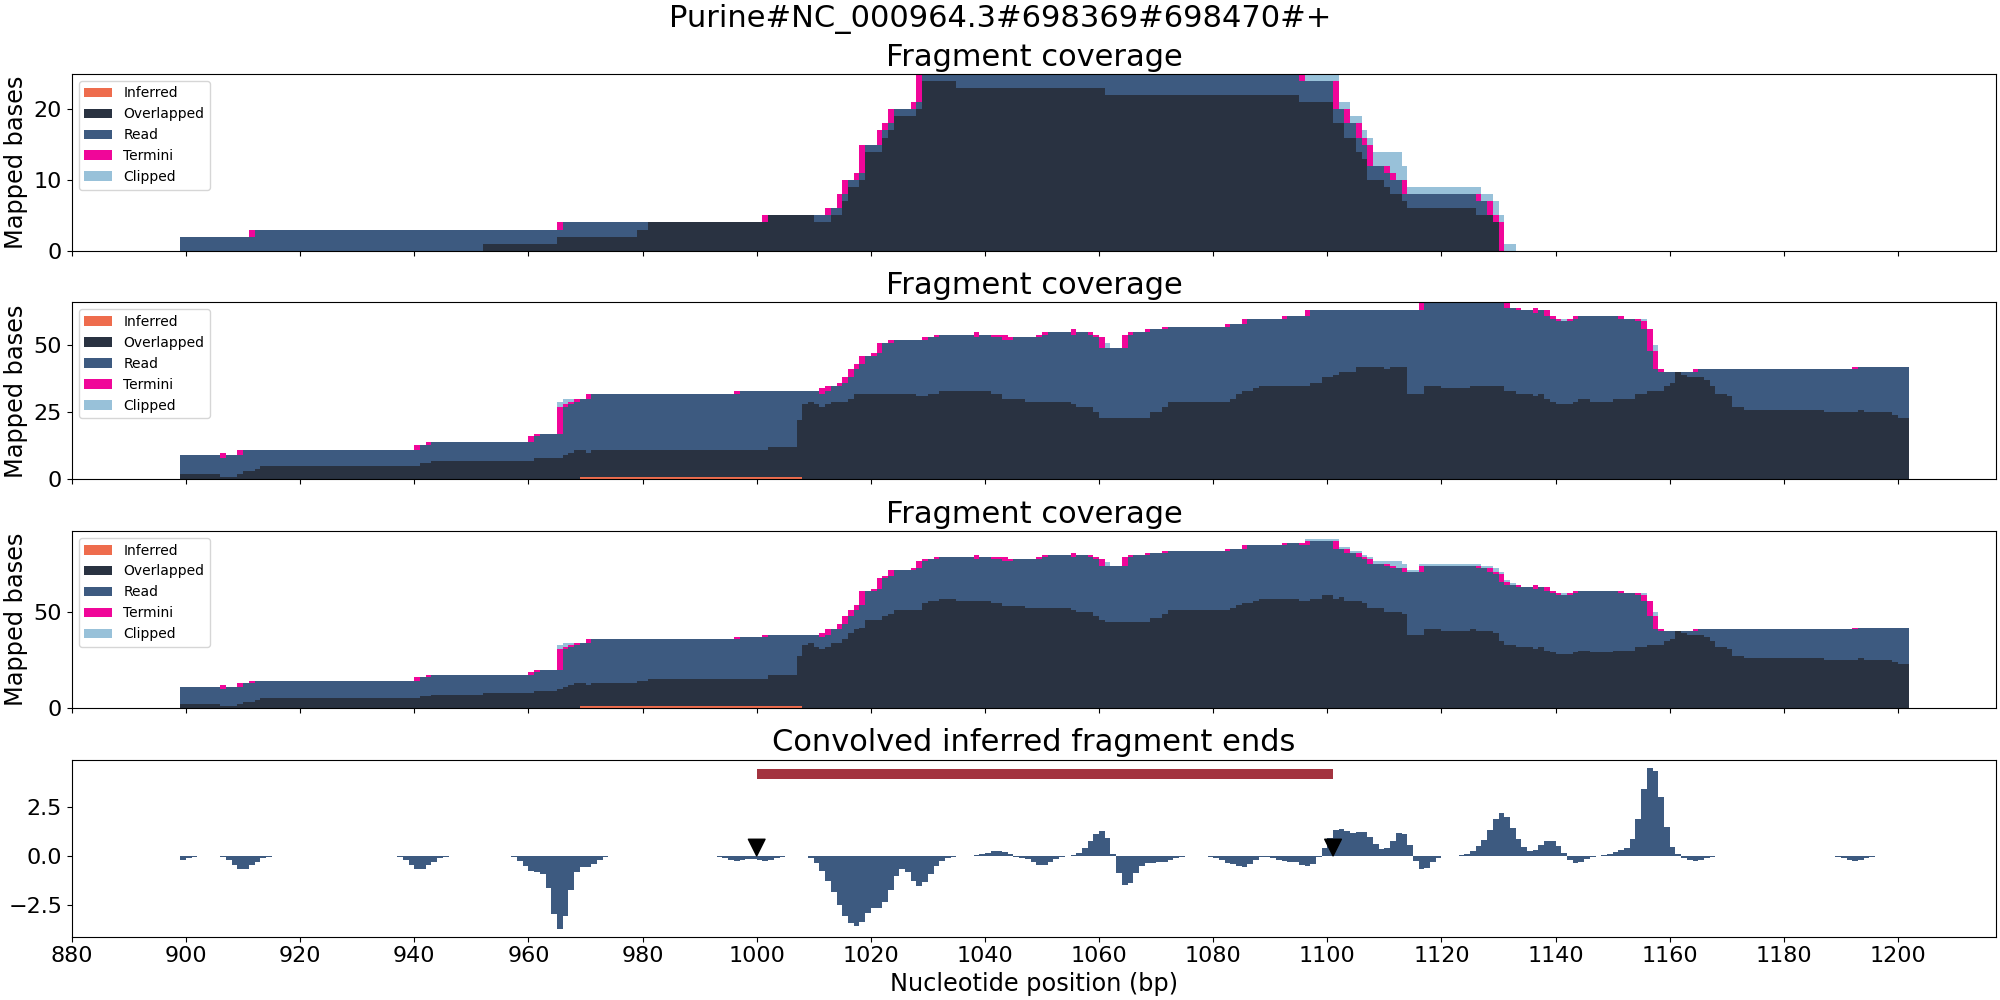 Purine#NC_000964.3#698369#698470#+
Fragment coverage
Mapped bases
20
10
0
Inferred
Overlapped
Read
Termini
Clipped
Fragment coverage
Mapped bases
50
25
0
Inferred
Overlapped
Read
Termini
Clipped
Fragment coverage
Mapped bases
50
0
Inferred
Overlapped
Read
Termini
Clipped
Convolved inferred fragment ends
2.5
0.0
−2.5
880 900 920 940 960 980 1000 1020 1040 1060 1080 1100 1120 1140 1160 1180 1200
Nucleotide position (bp)